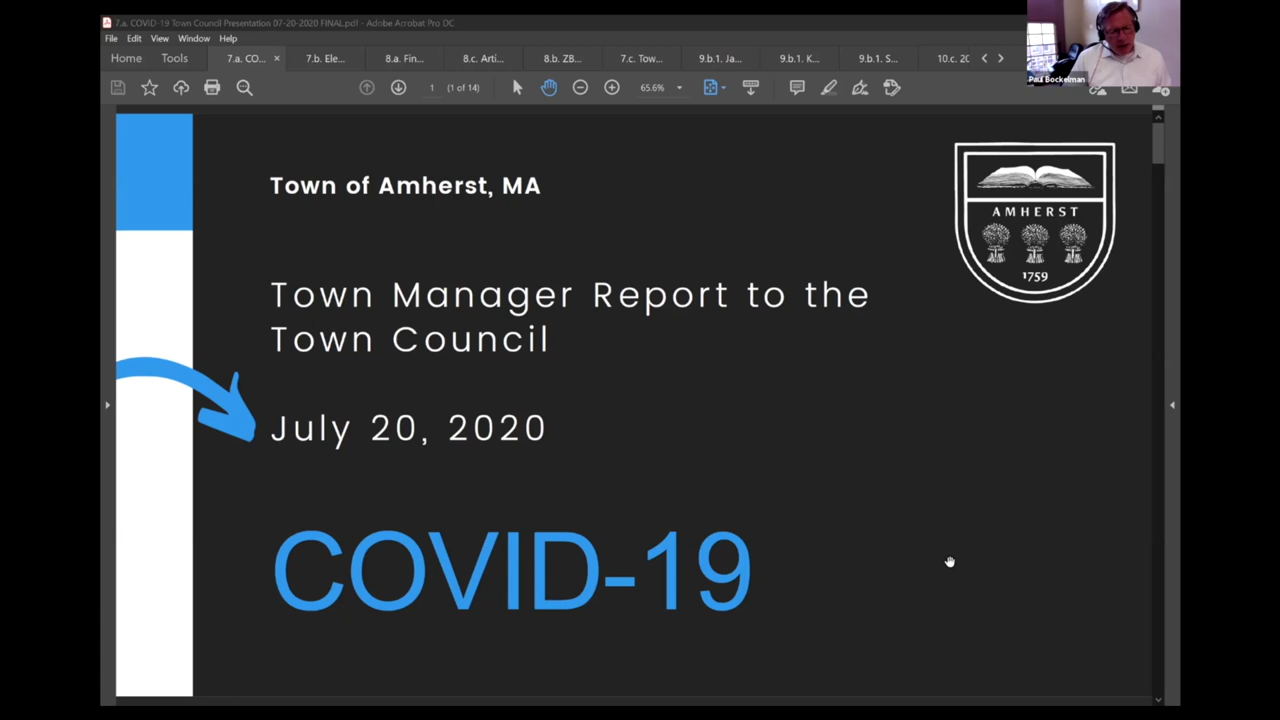 7.a. COVID-19 Town Council Presentation 07-20-2020 FINAL.pdf - Adobe Acrobat Pro DC
File Edit View Window Help
Home Tools 7.a. CO... × 7.b. Ele... 8.a. Fin... 8.c. Arti... 8.b. ZB... 7.c. Tow... 9.b.1. Ja... 9.b.1. K... 9.b.1. S... 10.c. 20
1 (1 of 14) 65.6%
Paul Bockelman
Town of Amherst, MA
AMHERST
1759
Town Manager Report to the
Town Council
July 20, 2020
COVID-19